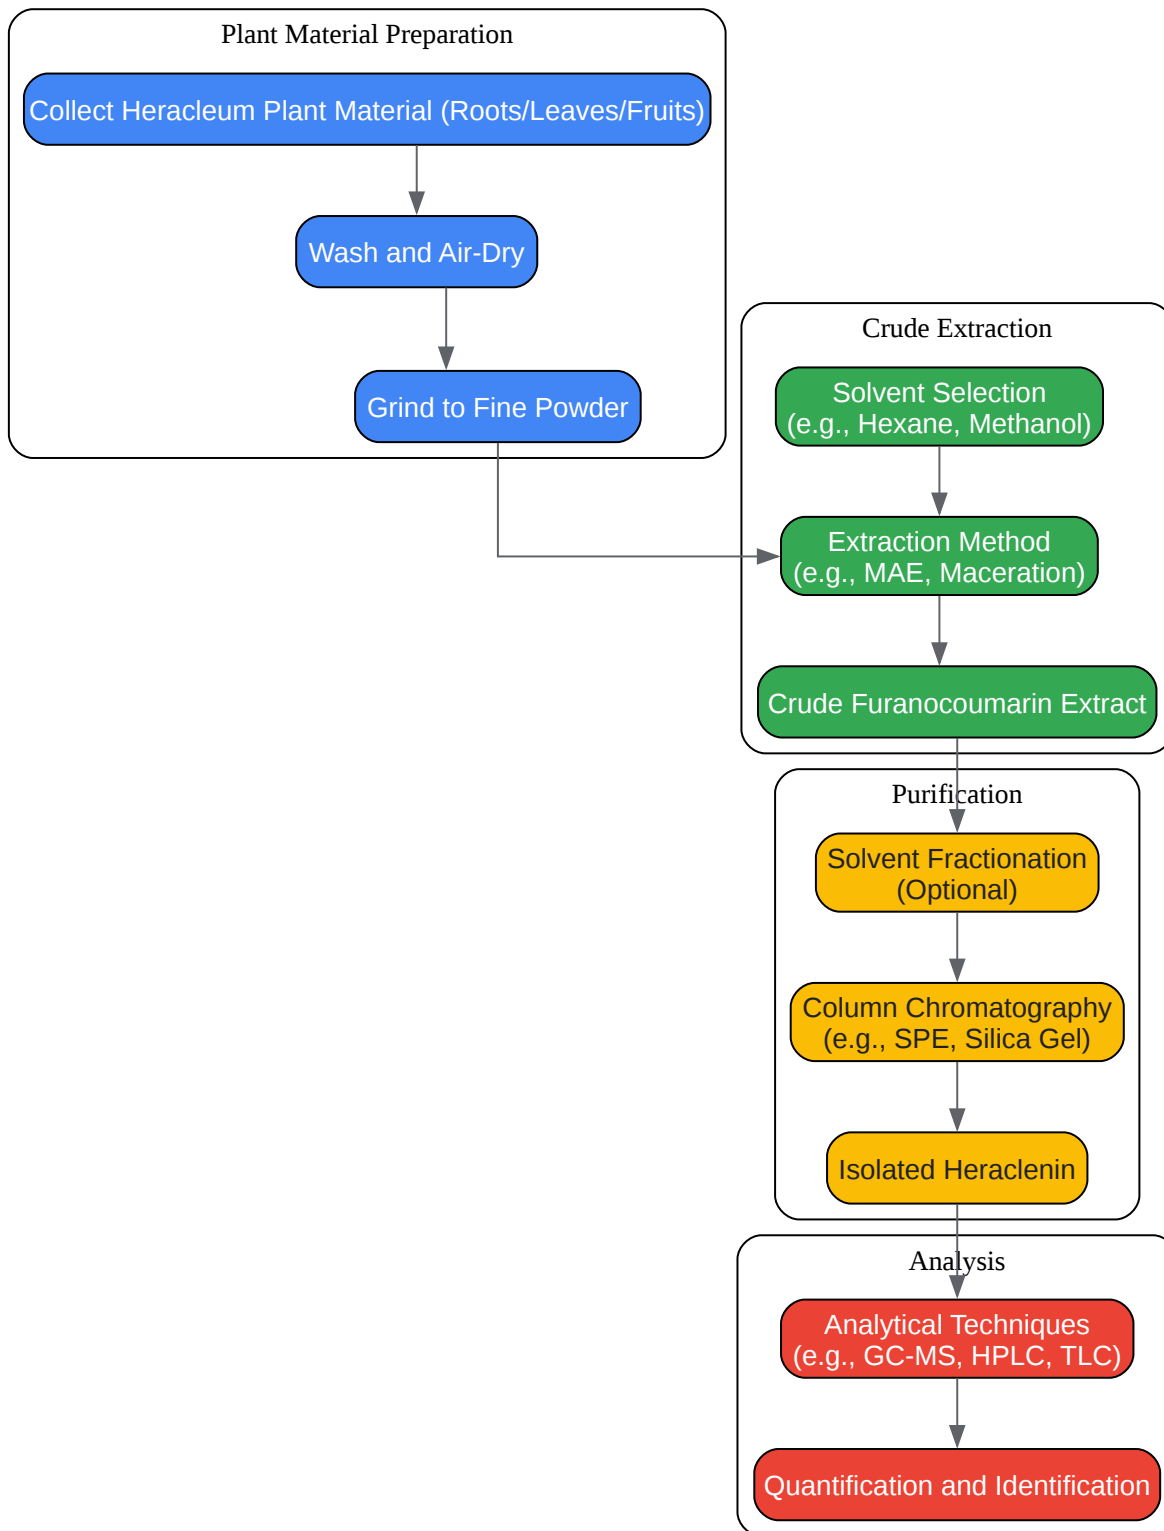 Plant Material Preparation
Collect Heracleum Plant Material (Roots/Leaves/Fruits)
Wash and Air-Dry
Grind to Fine Powder
Crude Extraction
Solvent Selection
(e.g., Hexane, Methanol)
Extraction Method
(e.g., MAE, Maceration)
Crude Furanocoumarin Extract
Purification
Solvent Fractionation
(Optional)
Column Chromatography
(e.g., SPE, Silica Gel)
Isolated Heraclenin
Analysis
Analytical Techniques
(e.g., GC-MS, HPLC, TLC)
Quantification and Identification